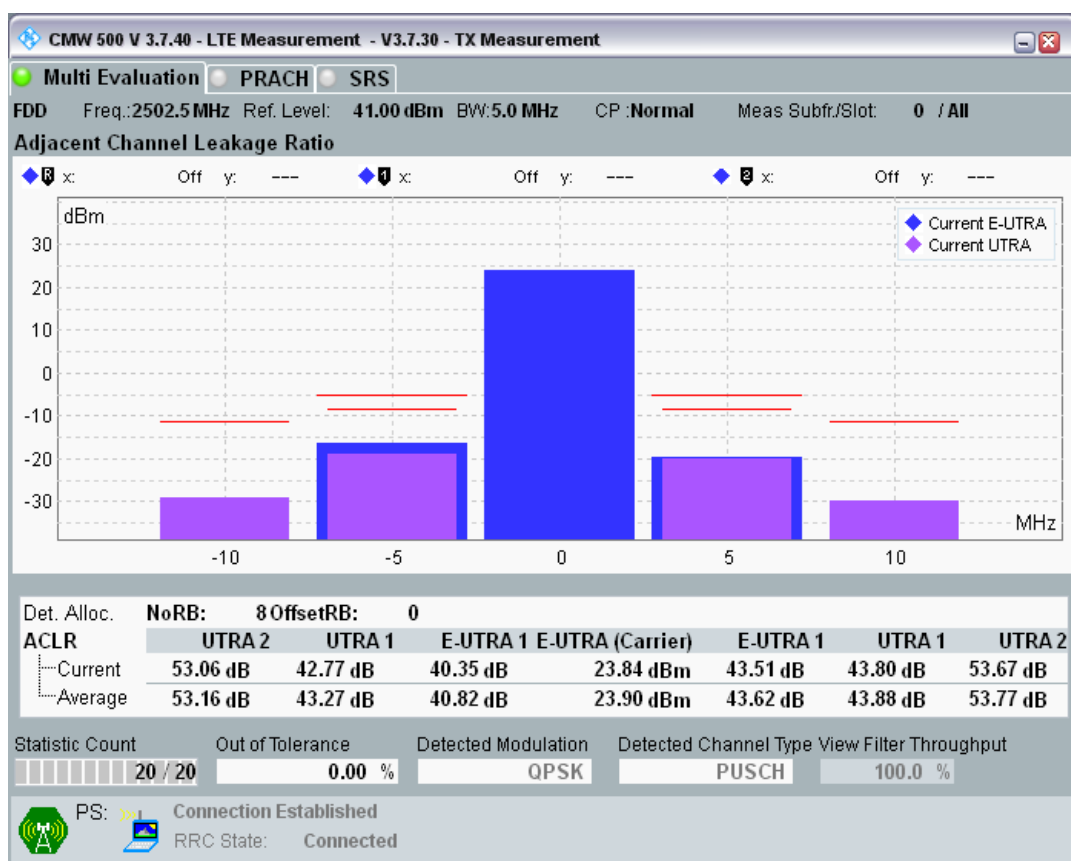 CMW 500 V 3.7.40 - LTE Measurement - V3.7.30 - TX Measurement
Multi Evaluation PRACH SRS
FDD Freq.:2502.5 MHz Ref. Level: 41.00 dBm BW:5.0 MHz CP :Normal Meas Subfr./Slot: 0 / All
Adjacent Channel Leakage Ratio
R x: Off y: --- 1 x: Off y: --- 2 x: Off y: ---
dBm
Current E-UTRA
Current UTRA
30
20
10
0
-10
-20
-30
MHz
-10 -5 0 5 10
Det. Alloc. NoRB: 8 OffsetRB: 0
ACLR UTRA 2 UTRA 1 E-UTRA 1 E-UTRA (Carrier) E-UTRA 1 UTRA 1 UTRA 2
Current 53.06 dB 42.77 dB 40.35 dB 23.84 dBm 43.51 dB 43.80 dB 53.67 dB
Average 53.16 dB 43.27 dB 40.82 dB 23.90 dBm 43.62 dB 43.88 dB 53.77 dB
Statistic Count Out of Tolerance Detected Modulation Detected Channel Type View Filter Throughput
20 / 20 0.00 % QPSK PUSCH 100.0 %
PS: Connection Established
RRC State: Connected